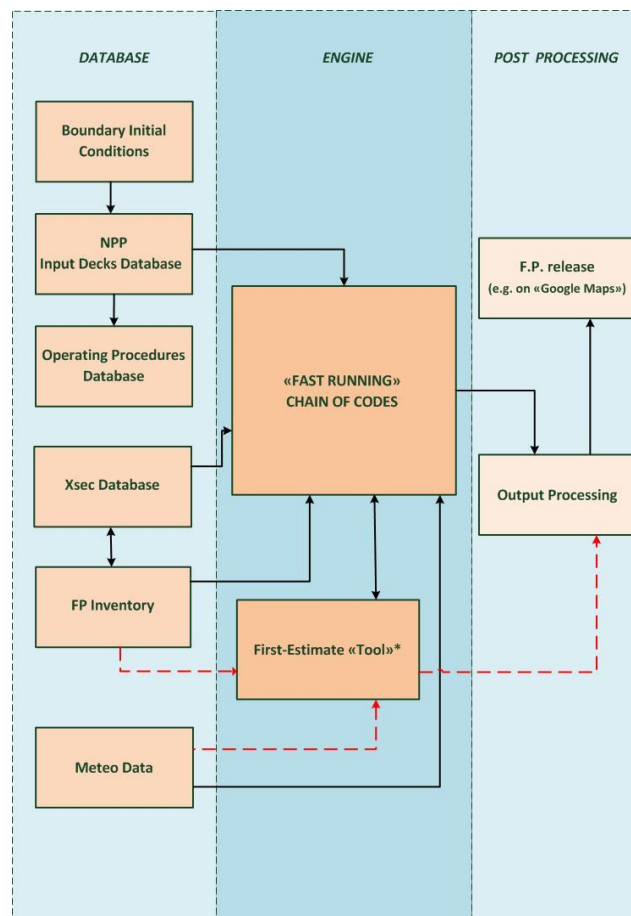 DATABASE
ENGINE
POST PROCESSING
Boundary Initial
Conditions
NPP
Input Decks Database
Operating Procedures
Database
Xsec Database
FP Inventory
Meteo Data
«FAST RUNNING»
CHAIN OF CODES
First-Estimate «Tool»*
F.P. release
(e.g. on «Google Maps»)
Output Processing